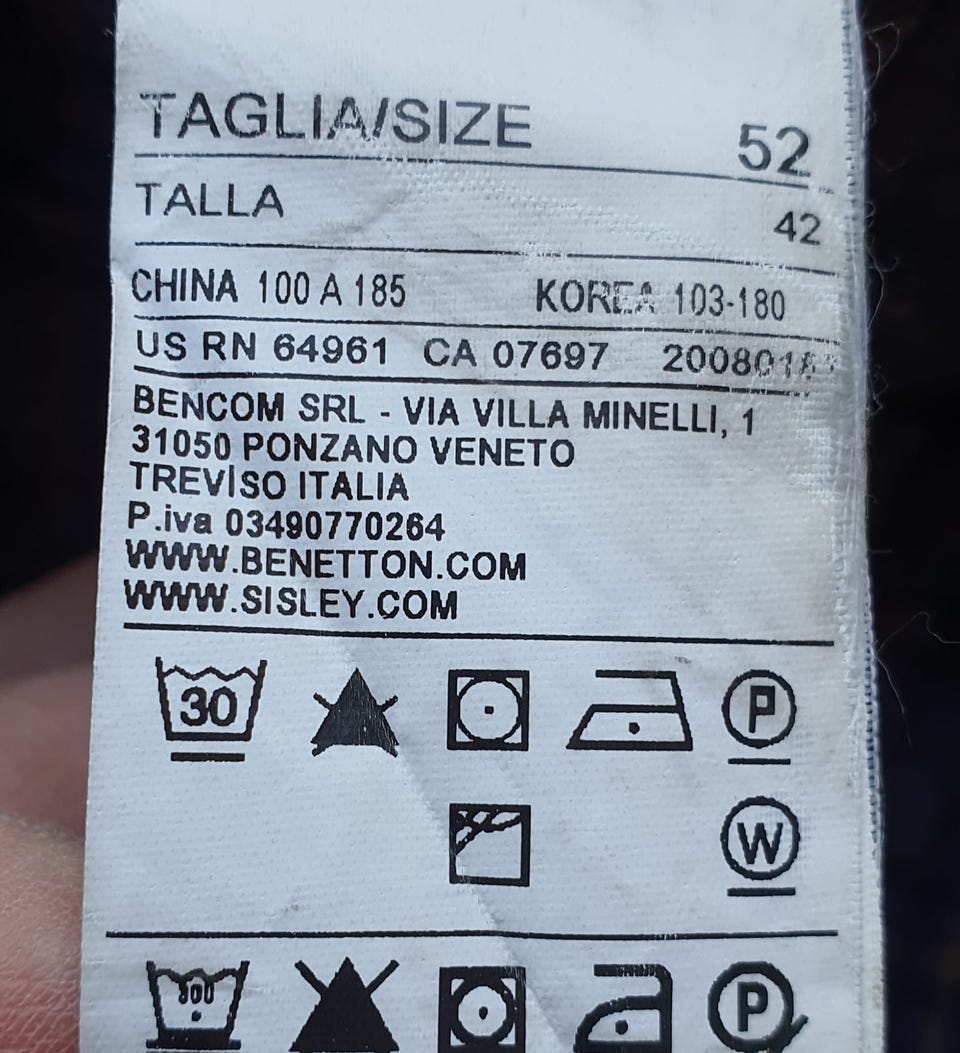 TAGLIA/SIZE 52
TALLA 42
CHINA 100 A 185 KOREA 103-180
US RN 64961 CA 07697
BENCOM SRL - VIA VILLA MINELLI, 1
31050 PONZANO VENETO
TREVISO ITALIA
P.iva 03490770264
WWW.BENETTON.COM
WWW.SISLEY.COM
30 P
W
P